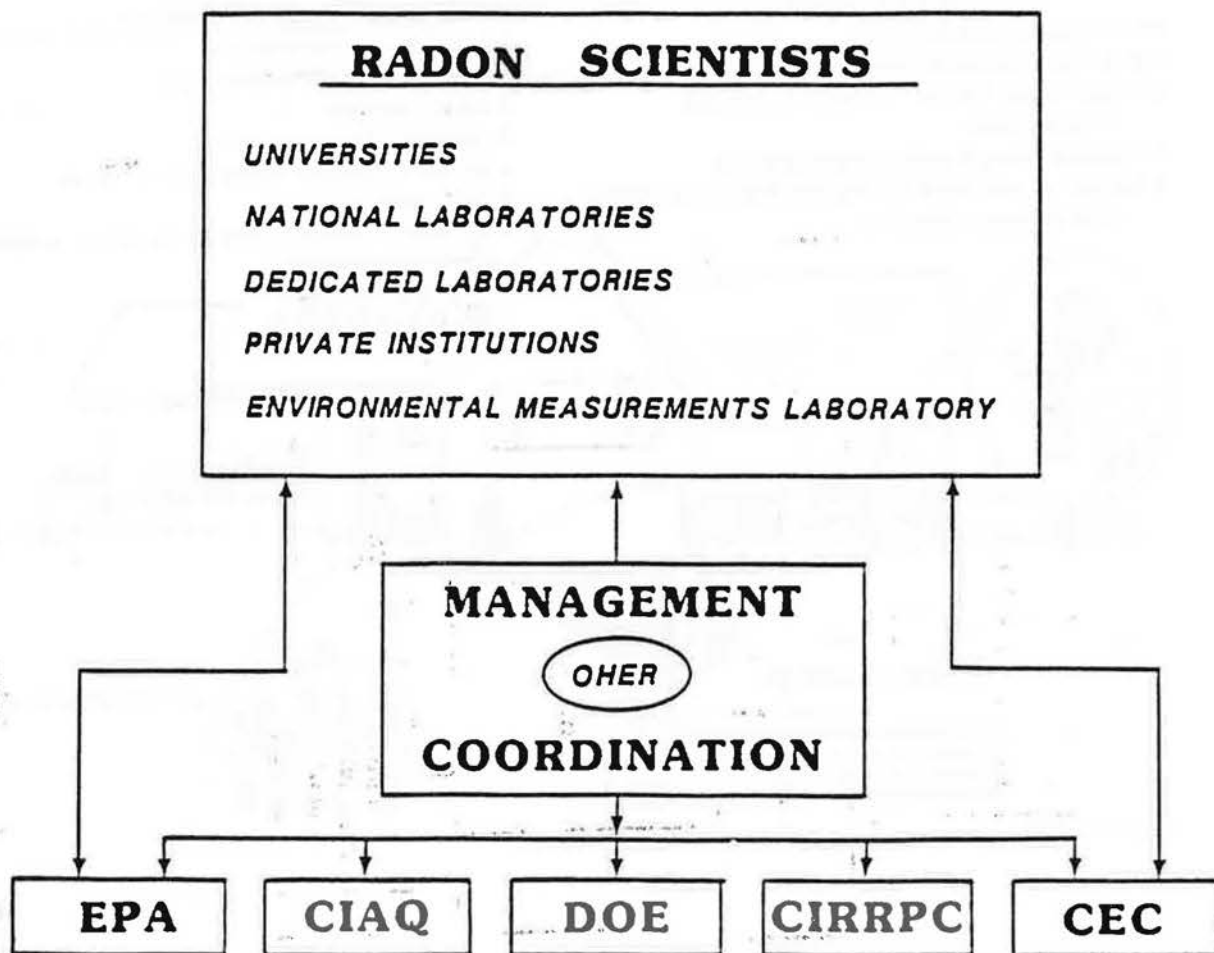 RADON SCIENTISTS
UNIVERSITIES
NATIONAL LABORATORIES
DEDICATED LABORATORIES
PRIVATE INSTITUTIONS
ENVIRONMENTAL MEASUREMENTS LABORATORY
MANAGEMENT
OHER
COORDINATION
EPA CIAQ DOE CIRRPC CEC